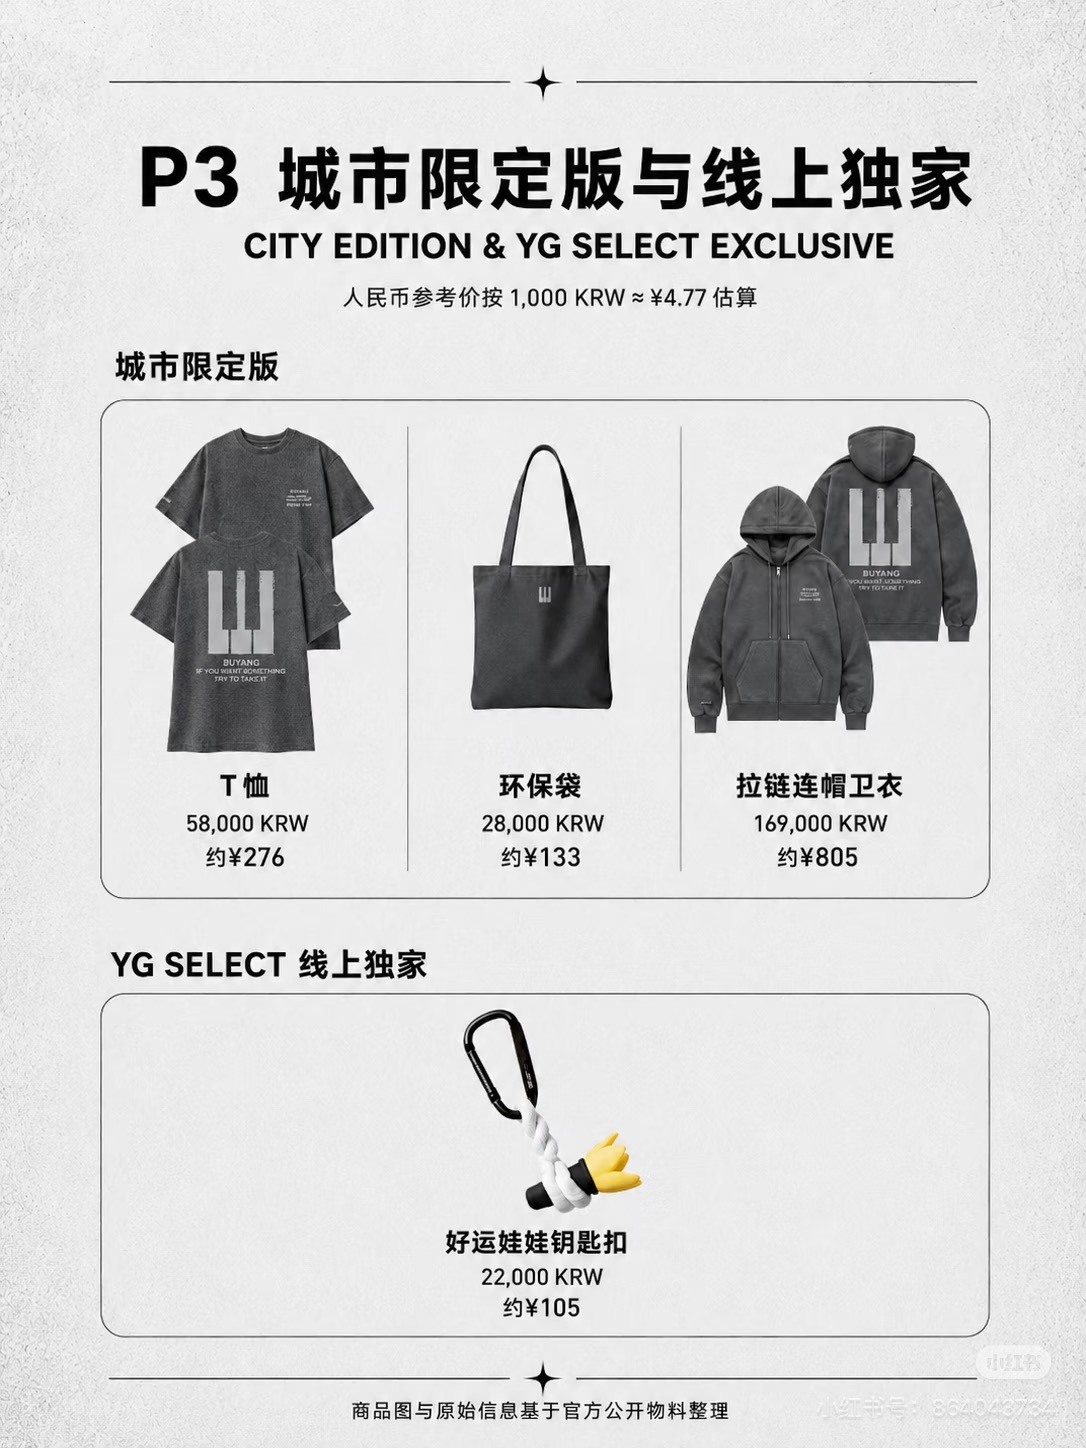 P3 城市限定版与线上独家
CITY EDITION & YG SELECT EXCLUSIVE
人民币参考价按 1,000 KRW ≈ ¥4.77 估算
城市限定版
BUYANG
IF YOU WANT SOMETHING
TRY TO TAKE IT
BUYANG
IF YOU WANT SOMETHING
TRY TO TAKE IT
T恤
58,000 KRW
约¥276
环保袋
28,000 KRW
约¥133
拉链连帽卫衣
169,000 KRW
约¥805
YG SELECT 线上独家
好运娃娃钥匙扣
22,000 KRW
约¥105
小红书
商品图与原始信息基于官方公开物料整理
小红书号：